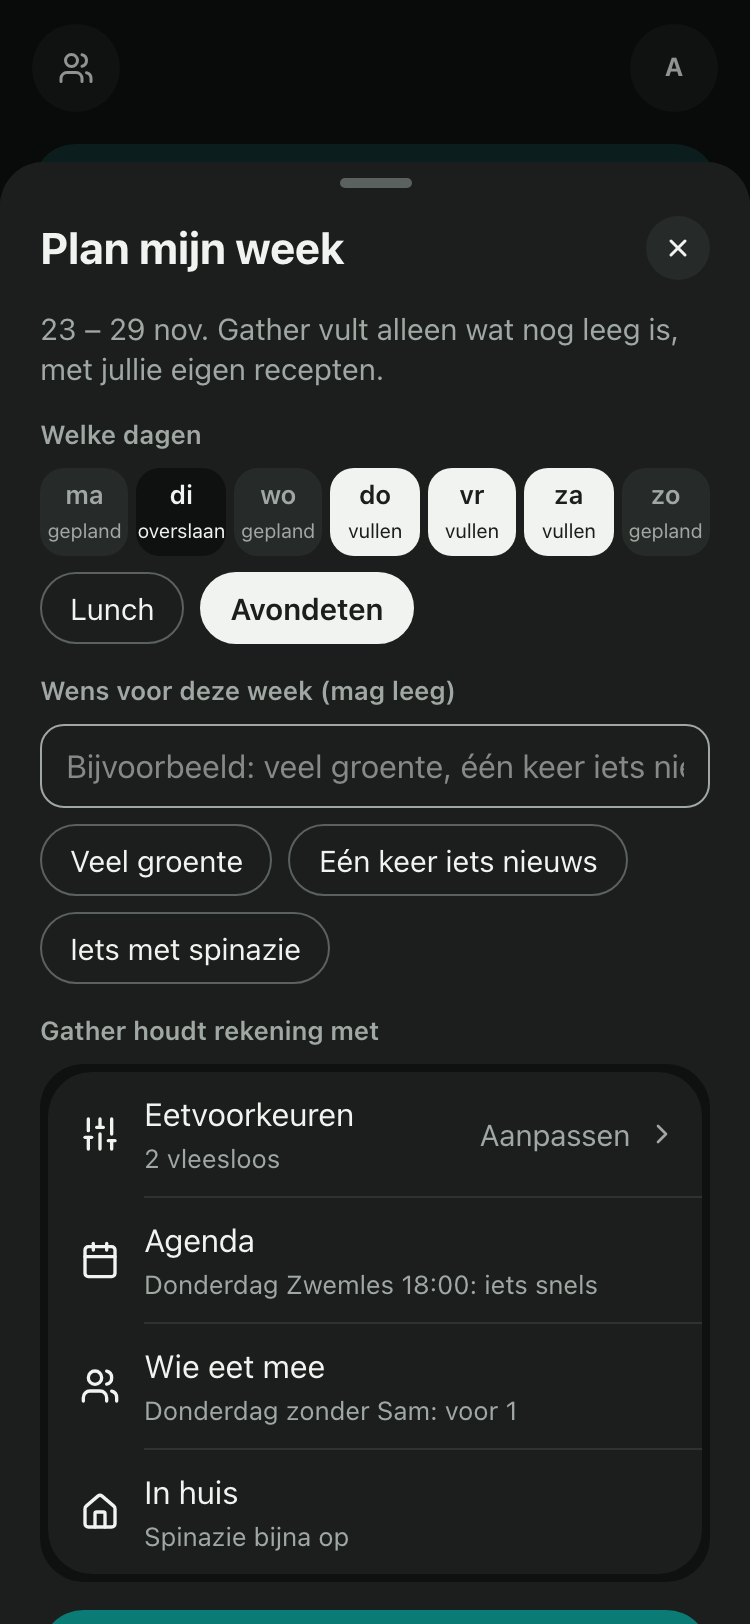 A
Plan mijn week
23 – 29 nov. Gather vult alleen wat nog leeg is,
met jullie eigen recepten.
Welke dagen
ma di wo do vr za zo
gepland overslaan gepland vullen vullen vullen gepland
Lunch Avondeten
Wens voor deze week (mag leeg)
Bijvoorbeeld: veel groente, één keer iets
Veel groente Eén keer iets nieuws
Iets met spinazie
Gather houdt rekening met
Eetvoorkeuren
2 vleesloos
Aanpassen
Agenda
Donderdag Zwemles 18:00: iets snels
Wie eet mee
Donderdag zonder Sam: voor 1
In huis
Spinazie bijna op